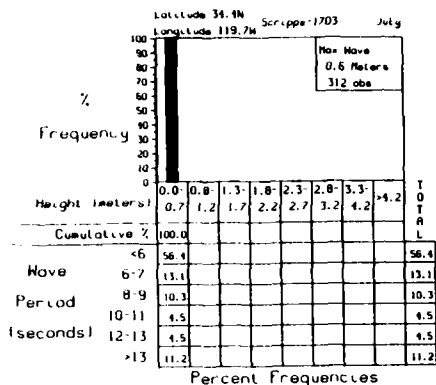 Latitude 34.4N Scripps-1703 July
Longitude 119.7W
Max Wave
0.6 Meters
312 obs
100
90
80
70
60
50
40
30
20
10
0
%
Frequency
Height (meters) 0.0-0.7 0.8-1.2 1.3-1.7 1.8-2.2 2.3-2.7 2.8-3.2 3.3-4.2 >4.2 TOTAL
Cumulative % 100.0
Wave Period (seconds)
<6 56.4 56.4
6-7 13.1 13.1
8-9 10.3 10.3
10-11 4.5 4.5
12-13 4.5 4.5
>13 11.2 11.2
Percent Frequencies